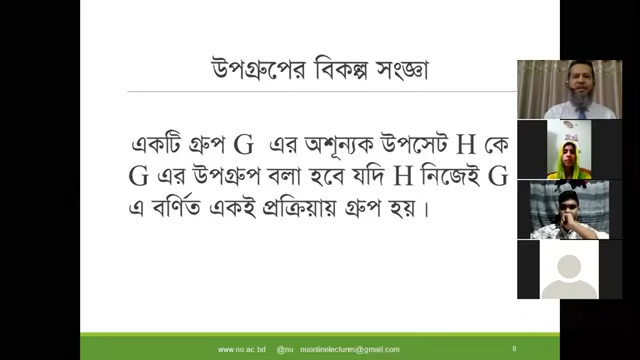 উপগ্রুপের বিকল্প সংজ্ঞা
একটি গ্রুপ G এর অশূন্যক উপসেট H কে
G এর উপগ্রুপ বলা হবে যদি H নিজেই G
এ বর্ণিত একই প্রক্রিয়ায় গ্রুপ হয়।
www.nu.ac.bd @nu nuonlinelectures@gmail.com 8